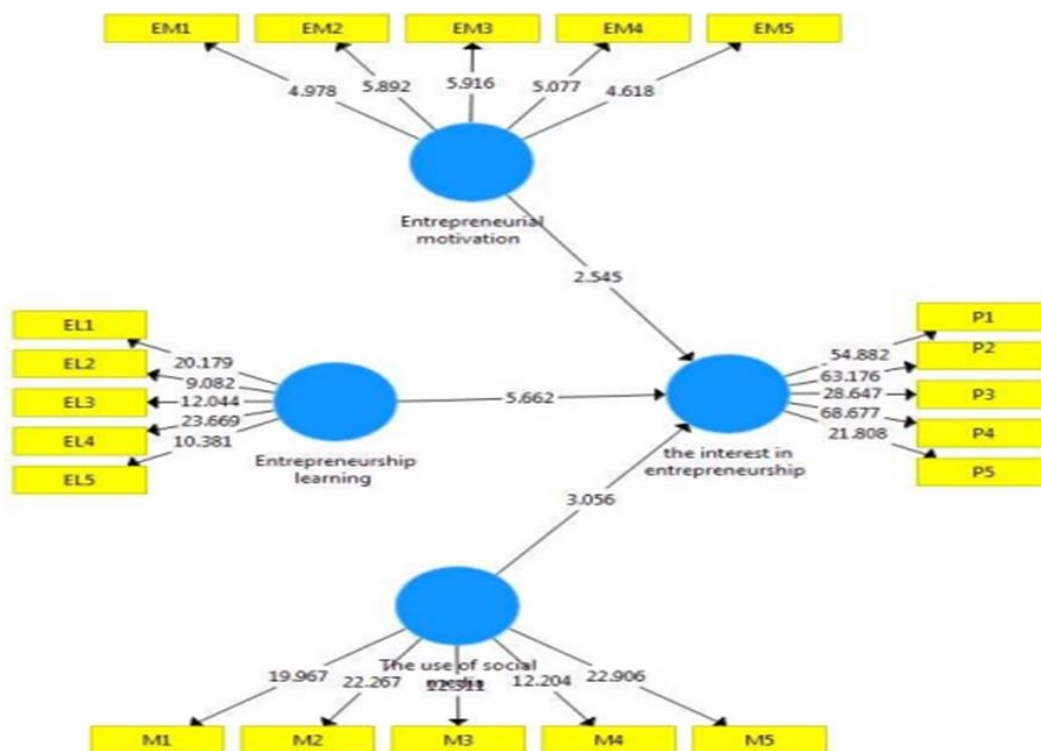 EM1 EM2 EM3 EM4 EM5
4.978 5.892 5.916 5.077 4.618
Entrepreneurial
motivation
2.545
EL1
EL2
EL3
EL4
EL5
20.179
9.082
12.044
23.669
10.381
Entrepreneurship
learning
5.662
P1
P2
P3
P4
P5
54.882
63.176
28.647
68.677
21.808
the interest in
entrepreneurship
3.056
The use of social
media
19.967 22.267 12.204 22.906
M1 M2 M3 M4 M5